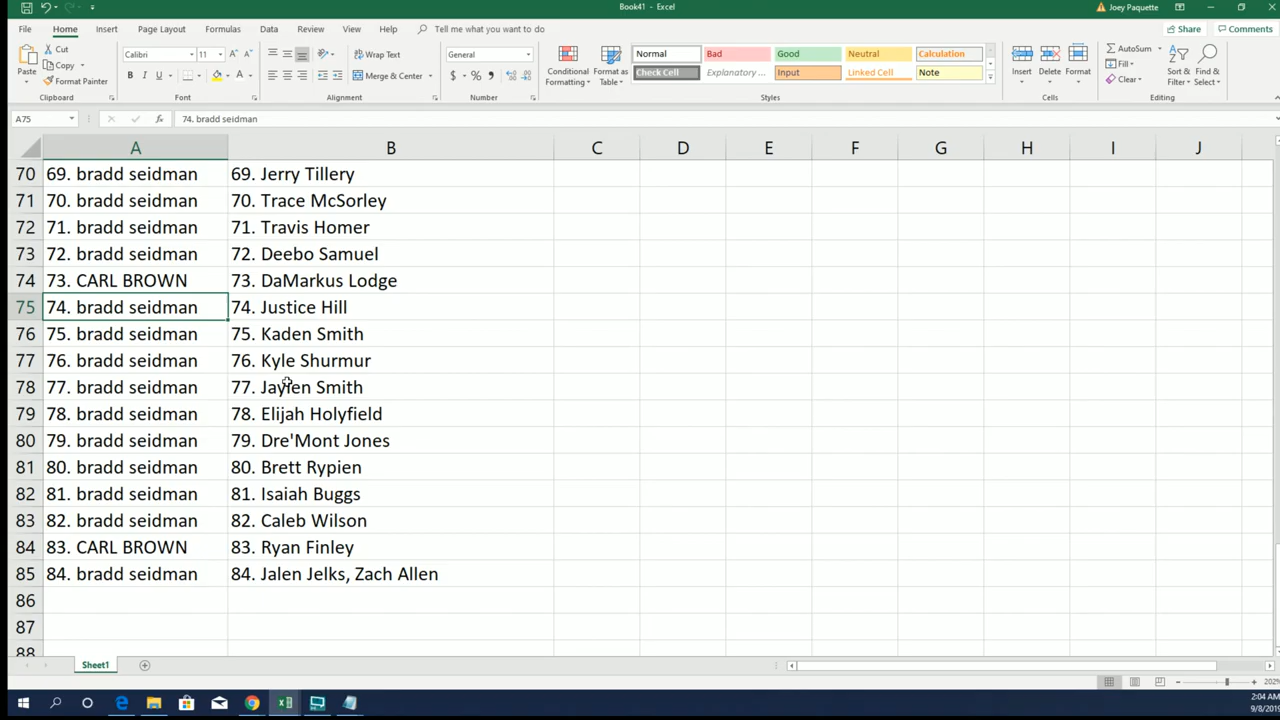 Book41 - Excel
Joey Paquette
File Home Insert Page Layout Formulas Data Review View Help Tell me what you want to do Share Comments
Paste Cut Copy Format Painter Clipboard
Calibri 11 Font
Wrap Text Merge & Center Alignment
General Number
Conditional Formatting Format as Table
Normal Bad Good Neutral Calculation
Check Cell Explanatory ... Input Linked Cell Note
Styles
Insert Delete Format Cells
AutoSum Fill Clear Sort & Filter Find & Select Editing
A75 74. bradd seidman
A B C D E F G H I J
70 69. bradd seidman 69. Jerry Tillery
71 70. bradd seidman 70. Trace McSorley
72 71. bradd seidman 71. Travis Homer
73 72. bradd seidman 72. Deebo Samuel
74 73. CARL BROWN 73. DaMarkus Lodge
75 74. bradd seidman 74. Justice Hill
76 75. bradd seidman 75. Kaden Smith
77 76. bradd seidman 76. Kyle Shurmur
78 77. bradd seidman 77. Smith
79 78. bradd seidman 78. Elijah Holyfield
80 79. bradd seidman 79. Dre'Mont Jones
81 80. bradd seidman 80. Brett Rypien
82 81. bradd seidman 81. Isaiah Buggs
83 82. bradd seidman 82. Caleb Wilson
84 83. CARL BROWN 83. Ryan Finley
85 84. bradd seidman 84. Jalen Jelks, Zach Allen
86
87
88
Sheet1
202%
2:04 AM